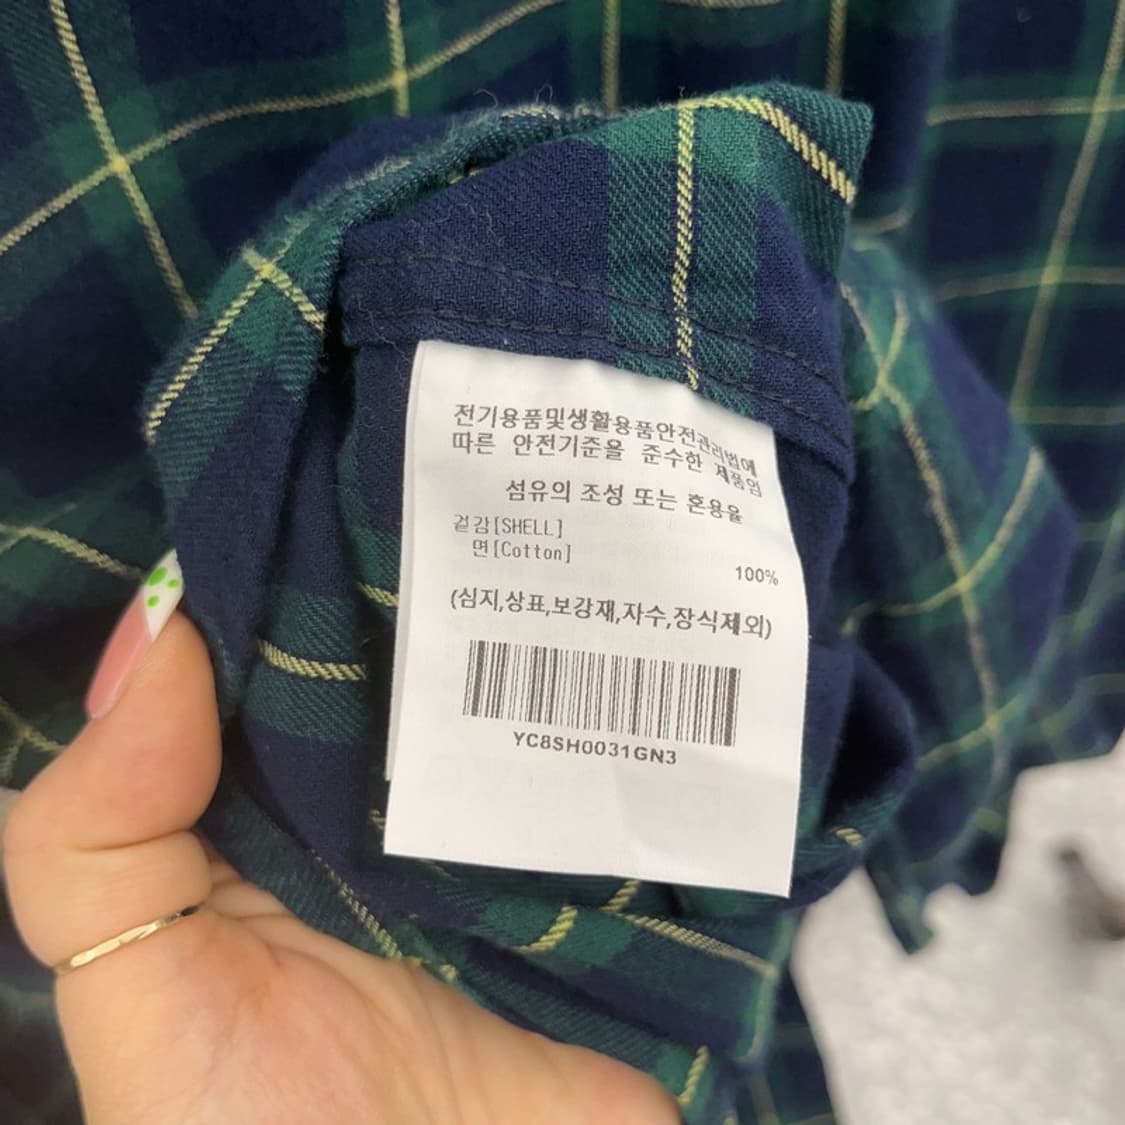 전기용품및생활용품안전관리법에
따른 안전기준을 준수한 제품임
섬유의 조성 또는 혼용율
겉감[SHELL]
면[Cotton]
100%
(심지,상표,보강재,자수,장식제외)
YC8SH0031GN3